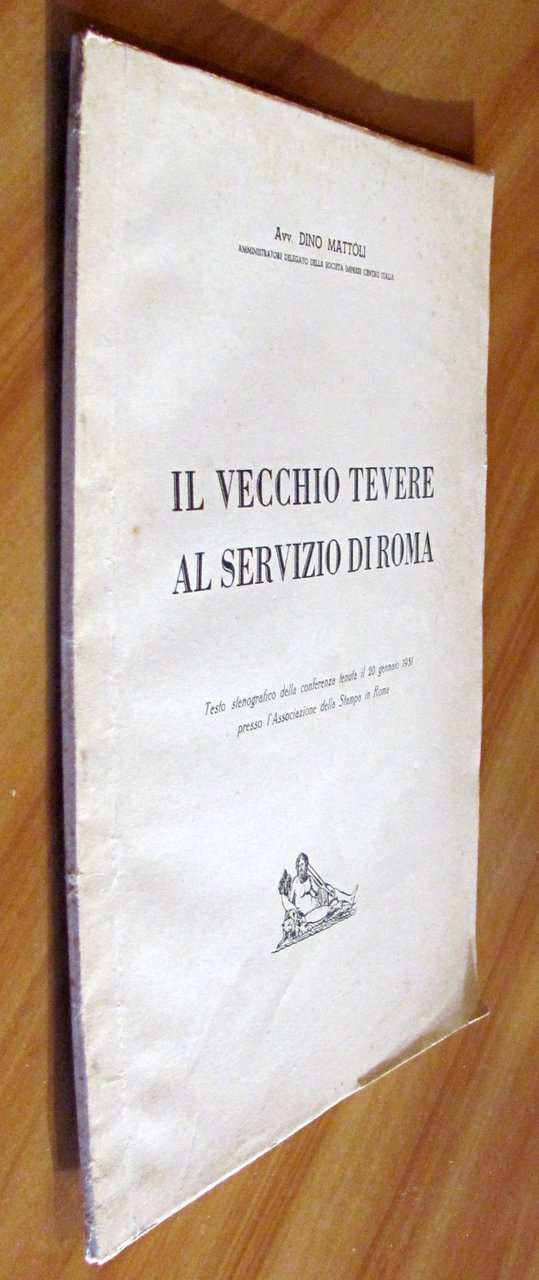 Avv. DINO MATTOLI
AMMINISTRATORE DELEGATO DELLA SOCIETÀ IMPRESE CENTRO ITALIA
IL VECCHIO TEVERE
AL SERVIZIO DI ROMA
Testo stenografico della conferenza tenuta il 20 gennaio 1951
presso l'Associazione della Stampa in Roma